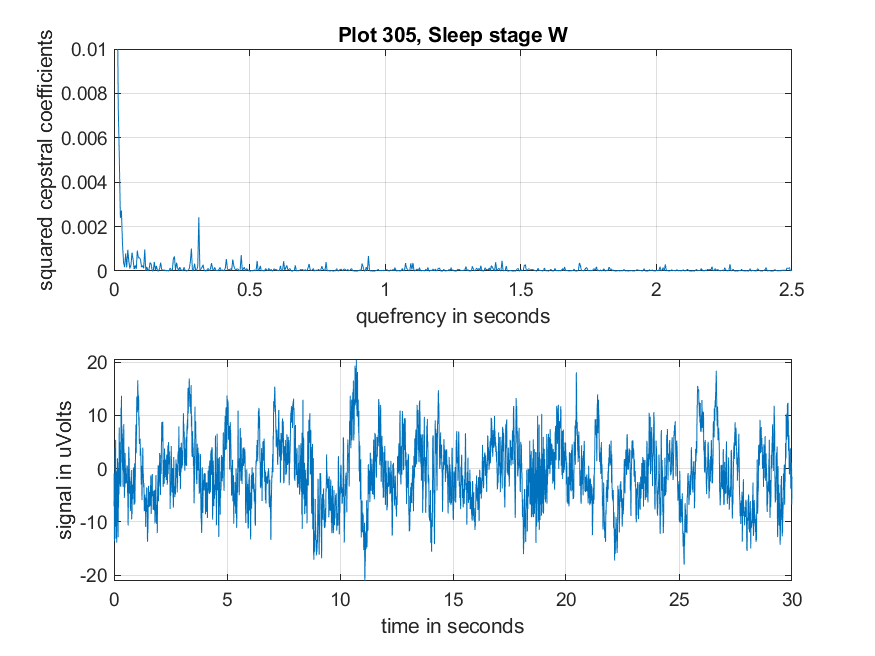 Plot 305, Sleep stage W
squared cepstral coefficients
0.01
0.008
0.006
0.004
0.002
0
0 0.5 1 1.5 2 2.5
quefrency in seconds
signal in uVolts
20
10
0
-10
-20
0 5 10 15 20 25 30
time in seconds